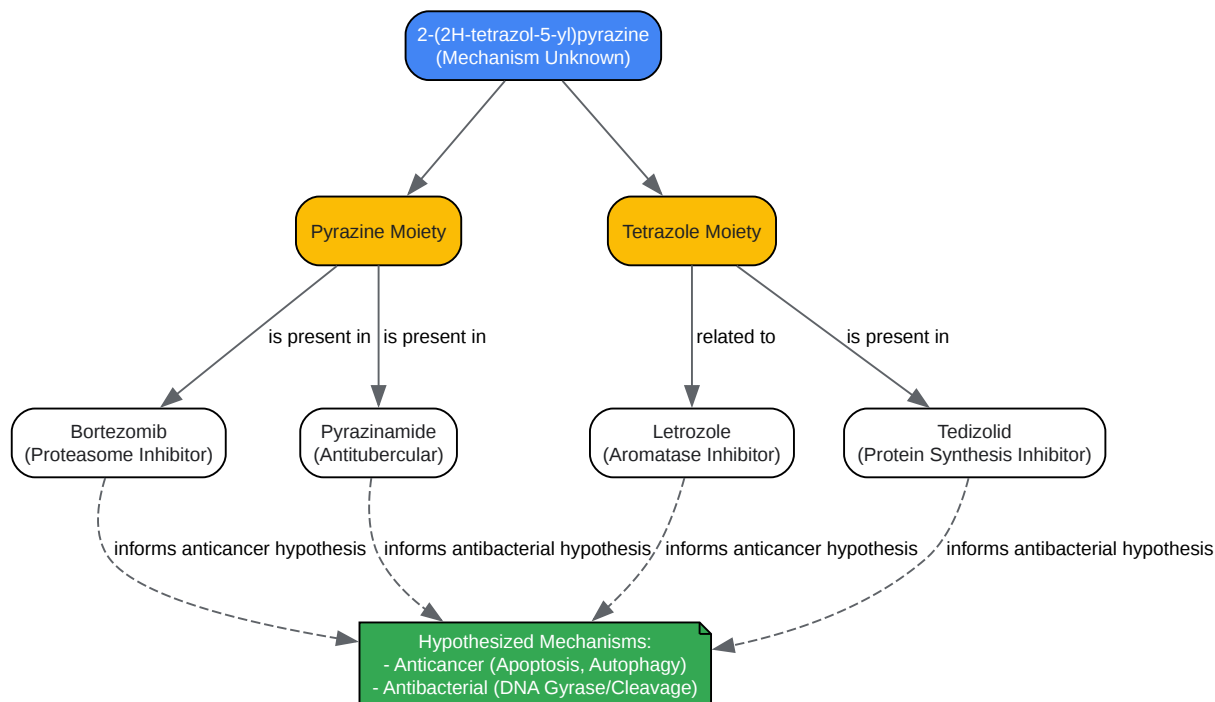 2-(2H-tetrazol-5-yl)pyrazine
(Mechanism Unknown)
Pyrazine Moiety
Tetrazole Moiety
is present in
is present in
related to
is present in
Bortezomib
(Proteasome Inhibitor)
Pyrazinamide
(Antitubercular)
Letrozole
(Aromatase Inhibitor)
Tedizolid
(Protein Synthesis Inhibitor)
informs anticancer hypothesis
informs antibacterial hypothesis
informs anticancer hypothesis
informs antibacterial hypothesis
Hypothesized Mechanisms:
- Anticancer (Apoptosis, Autophagy)
- Antibacterial (DNA Gyrase/Cleavage)